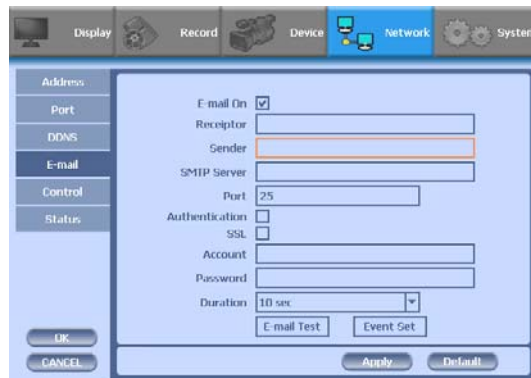 Display
Record
Device
Network
System
Address
Port
DDNS
E-mail
Control
Status
E-mail On
Receiptor
Sender
SMTP Server
Port 25
Authentication
SSL
Account
Password
Duration 10 sec
E-mail Test Event Set
OK
CANCEL
Apply Default